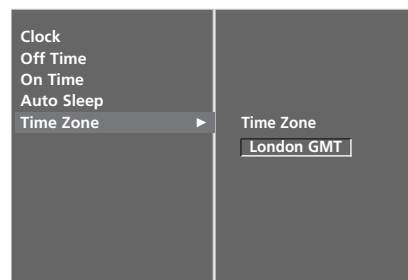 Clock
Off Time
On Time
Auto Sleep
Time Zone ►
Time Zone
London GMT